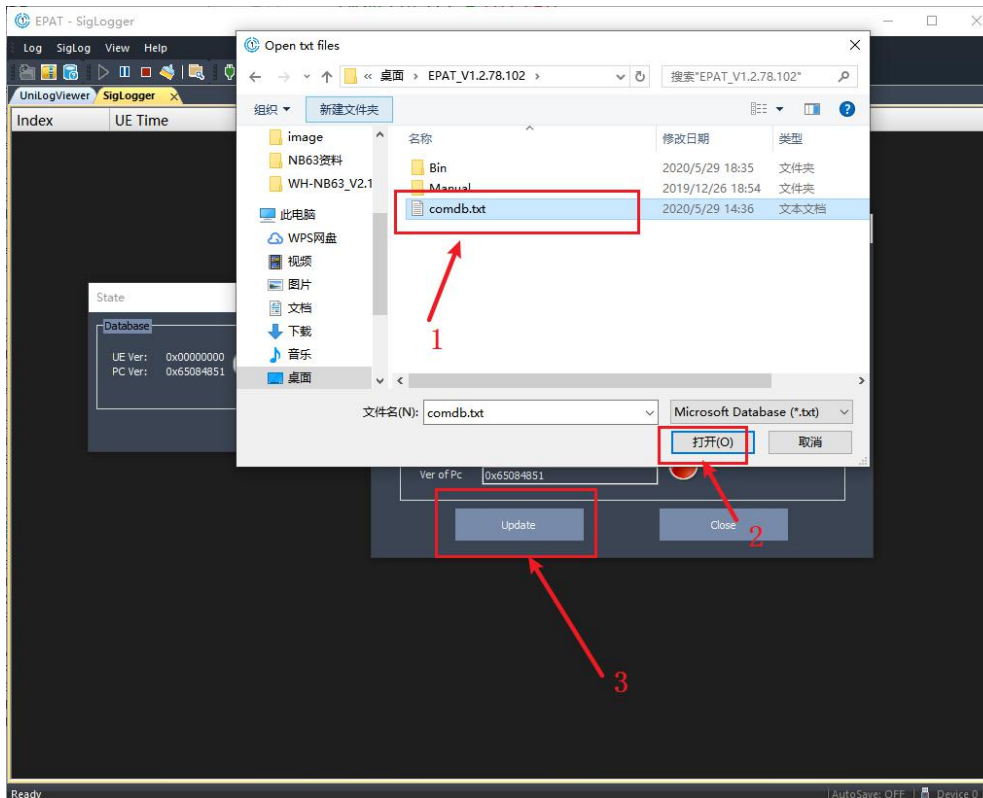 EPAT - SigLogger
Log SigLog View Help
UniLogViewer SigLogger
Index UE Time
Open txt files
桌面 › EPAT_V1.2.78.102 ›
搜索"EPAT_V1.2.78.102"
组织 新建文件夹
image
NB63资料
WH-NB63_V2.1
此电脑
WPS网盘
视频
图片
文档
下载
音乐
桌面
名称 修改日期 类型
Bin 2020/5/29 18:35 文件夹
Manual 2019/12/26 18:54 文件夹
comdb.txt 2020/5/29 14:36 文本文档
1
文件名(N): comdb.txt Microsoft Database (*.txt)
打开(O) 取消
State
Database
UE Ver: 0x00000000
PC Ver: 0x65084851
Ver of Pc 0x65084851
Update Close
2
3
Ready AutoSave: OFF Device 0